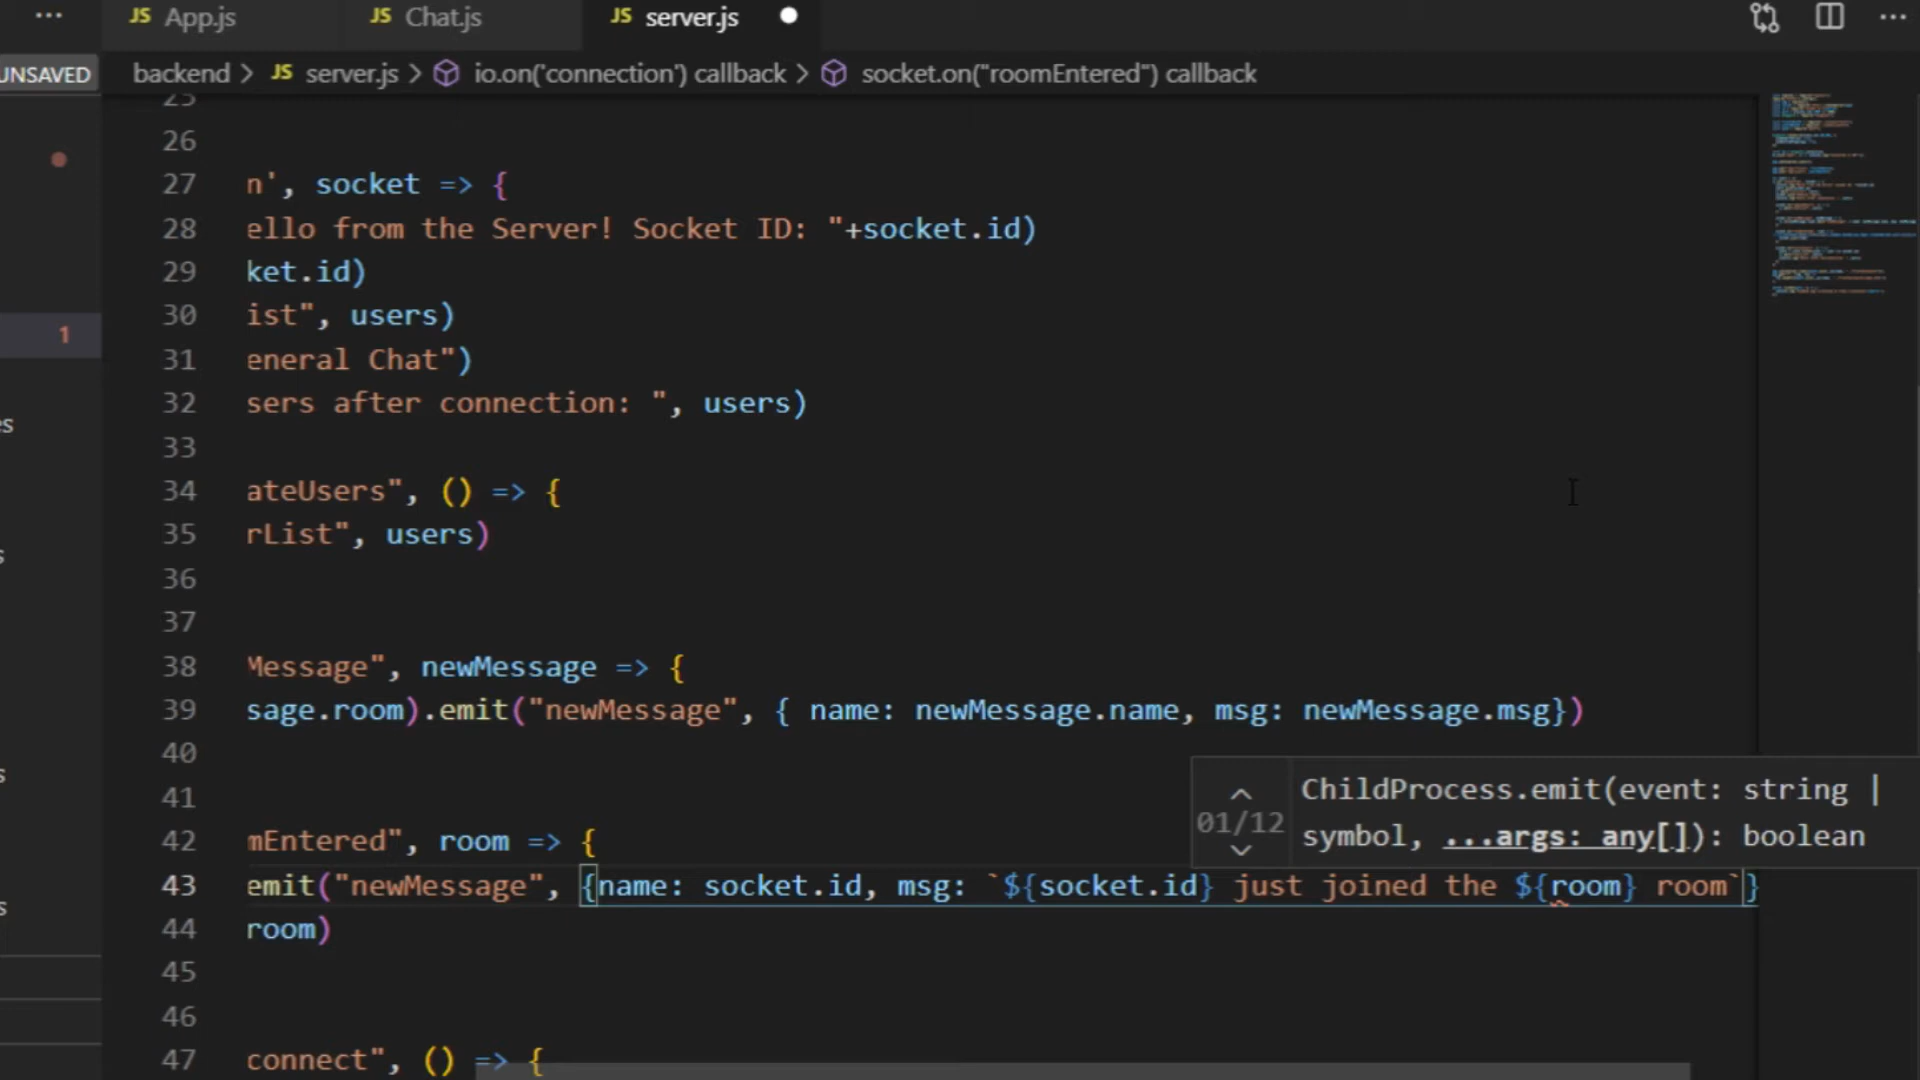 JS App.js JS Chat.js JS server.js
UNSAVED backend > JS server.js > io.on('connection') callback > socket.on("roomEntered") callback
25
26
27 n', socket => {
28 ello from the Server! Socket ID: "+socket.id)
29 ket.id)
30 ist", users)
31 eneral Chat")
32 sers after connection: ", users)
33
1
34 ateUsers", () => {
35 rList", users)
36
37
38 Message", newMessage => {
39 sage.room).emit("newMessage", { name: newMessage.name, msg: newMessage.msg})
40
41
01/12 ChildProcess.emit(event: string |
symbol, ...args: any[]): boolean
42 mEntered", room => {
43 emit("newMessage", {name: socket.id, msg: `${socket.id} just joined the ${room} room`}
44 room)
45
46
47 connect", () => {